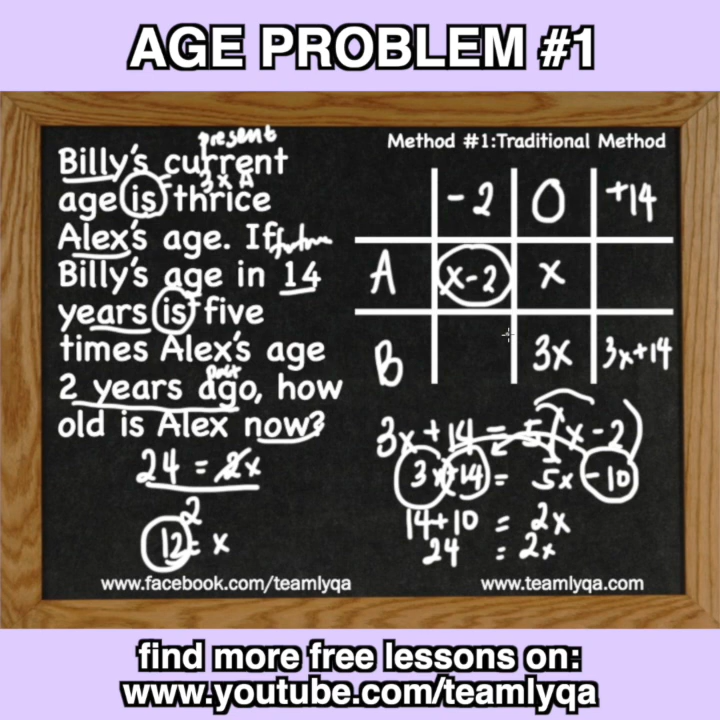 AGE PROBLEM #1
present
Billy's current
3x A
age is thrice
Alex's age. If future
Billy's age in 14
years is five
times Alex's age
past
2 years ago, how
old is Alex now?
24 = 2x
2
12 = x
www.facebook.com/teamlyqa
Method #1:Traditional Method
-2 0 +14
A x-2 x
B 3x 3x+14
3x+14 = 5(x-2)
3x+14 = 5x-10
14+10 = 2x
24 = 2x
www.teamlyqa.com
find more free lessons on:
www.youtube.com/teamlyqa